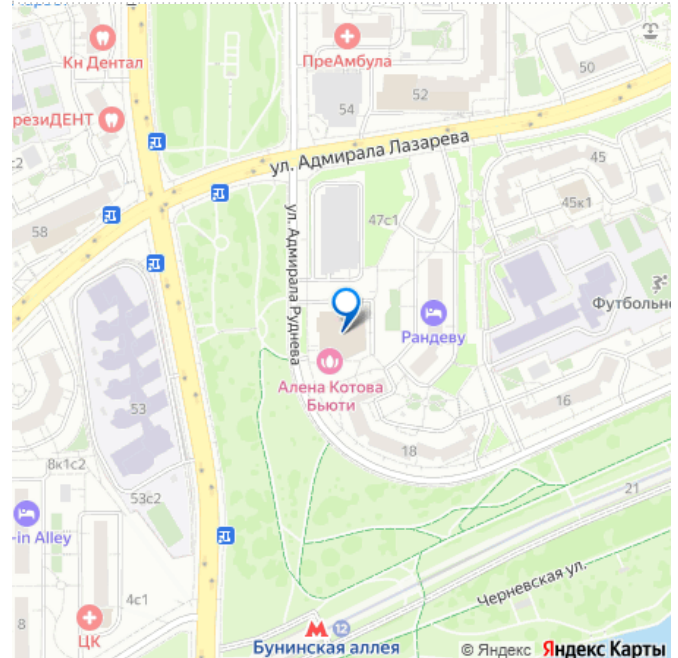 Кн Дентал
ПреАмбула
50
52
54
резиДЕНТ
c2
ул. Адмирала Лазарева
45
45к1
47с1
58
ул. Адмирала Руднева
Футбольн
Рандеву
Алена Котова
Бьюти
53
16
18
8к1с2
53с2
21
-in Alley
Черневская ул.
4с1
8
ЦК
12
Бунинская аллея
© Яндекс Яндекс Карты